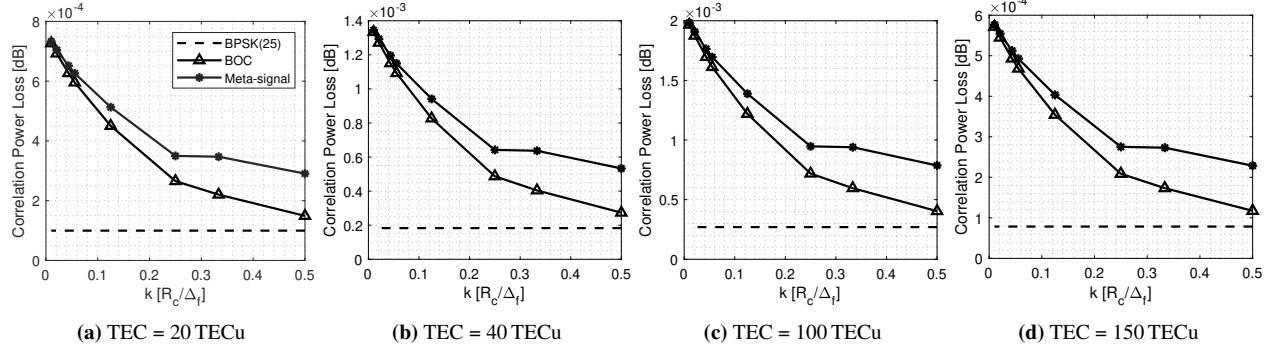 ×10⁻⁴
Correlation Power Loss [dB]
8
6
4
2
0
0 0.1 0.2 0.3 0.4 0.5
k [R_c/Δ_f]
BPSK(25)
BOC
Meta-signal
(a) TEC = 20 TECu
×10⁻³
Correlation Power Loss [dB]
1.4
1.2
1
0.8
0.6
0.4
0.2
0
0 0.1 0.2 0.3 0.4 0.5
k [R_c/Δ_f]
(b) TEC = 40 TECu
×10⁻³
Correlation Power Loss [dB]
2
1.5
1
0.5
0
0 0.1 0.2 0.3 0.4 0.5
k [R_c/Δ_f]
(c) TEC = 100 TECu
×10⁻⁴
Correlation Power Loss [dB]
6
5
4
3
2
1
0
0 0.1 0.2 0.3 0.4 0.5
k [R_c/Δ_f]
(d) TEC = 150 TECu